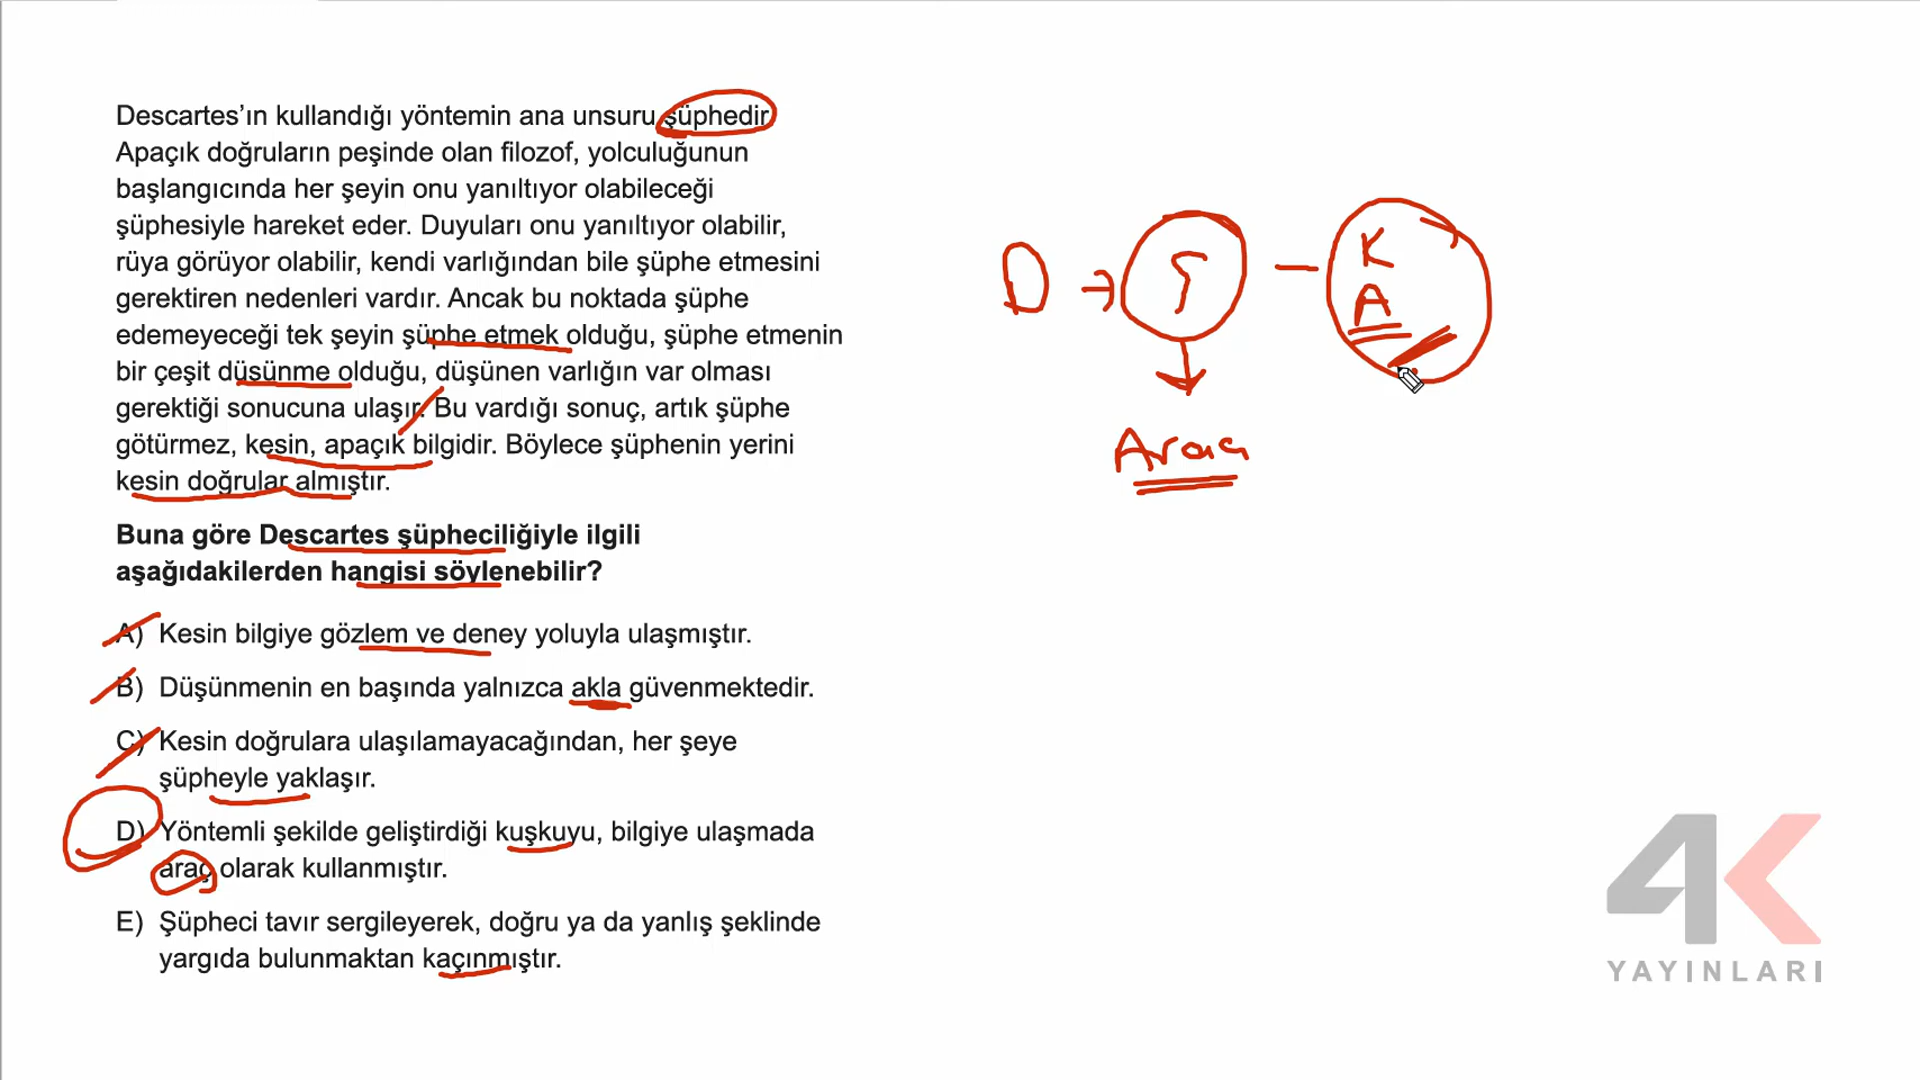 Descartes’ın kullandığı yöntemin ana unsuru şüphedir
Apaçık doğruların peşinde olan filozof, yolculuğunun
başlangıcında her şeyin onu yanıltıyor olabileceği
şüphesiyle hareket eder. Duyuları onu yanıltıyor olabilir,
rüya görüyor olabilir, kendi varlığından bile şüphe etmesini
gerektiren nedenleri vardır. Ancak bu noktada şüphe
edemeyeceği tek şeyin şüphe etmek olduğu, şüphe etmenin
bir çeşit düşünme olduğu, düşünen varlığın var olması
gerektiği sonucuna ulaşır. Bu vardığı sonuç, artık şüphe
götürmez, kesin, apaçık bilgidir. Böylece şüphenin yerini
kesin doğrular almıştır.
Buna göre Descartes şüpheciliğiyle ilgili
aşağıdakilerden hangisi söylenebilir?
A) Kesin bilgiye gözlem ve deney yoluyla ulaşmıştır.
B) Düşünmenin en başında yalnızca akla güvenmektedir.
C) Kesin doğrulara ulaşılamayacağından, her şeye
şüpheyle yaklaşır.
D) Yöntemli şekilde geliştirdiği kuşkuyu, bilgiye ulaşmada
araç olarak kullanmıştır.
E) Şüpheci tavır sergileyerek, doğru ya da yanlış şeklinde
yargıda bulunmaktan kaçınmıştır.
D
Ş
K
A
Araç
4K
YAYINLARI